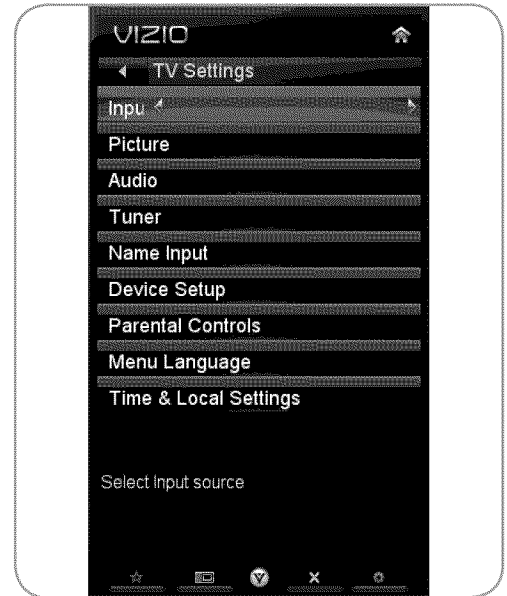 VIZIO
TV Settings
Inpu
Picture
Audio
Tuner
Name Input
Device Setup
Parental Controls
Menu Language
Time & Local Settings
Select Input source